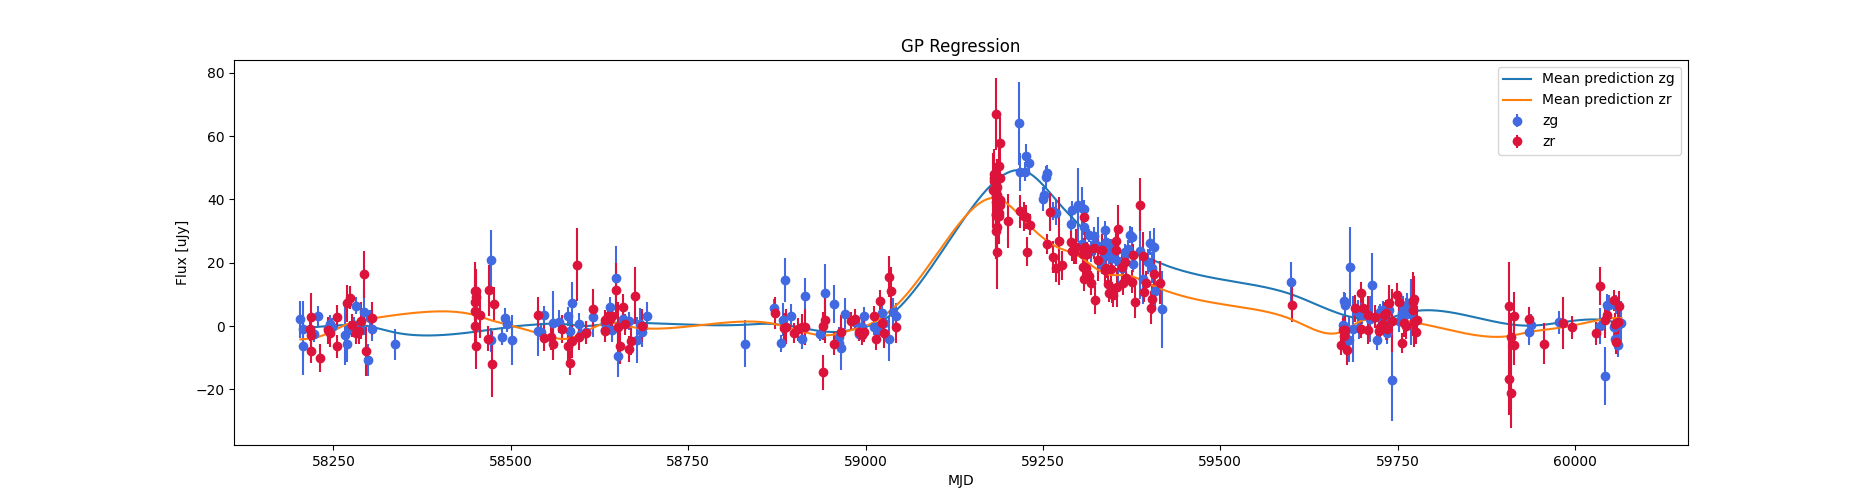 GP Regression
80
60
40
20
0
−20
Flux [uJy]
58250
58500
58750
59000
59250
59500
59750
60000
MJD
Mean prediction zg
Mean prediction zr
zg
zr